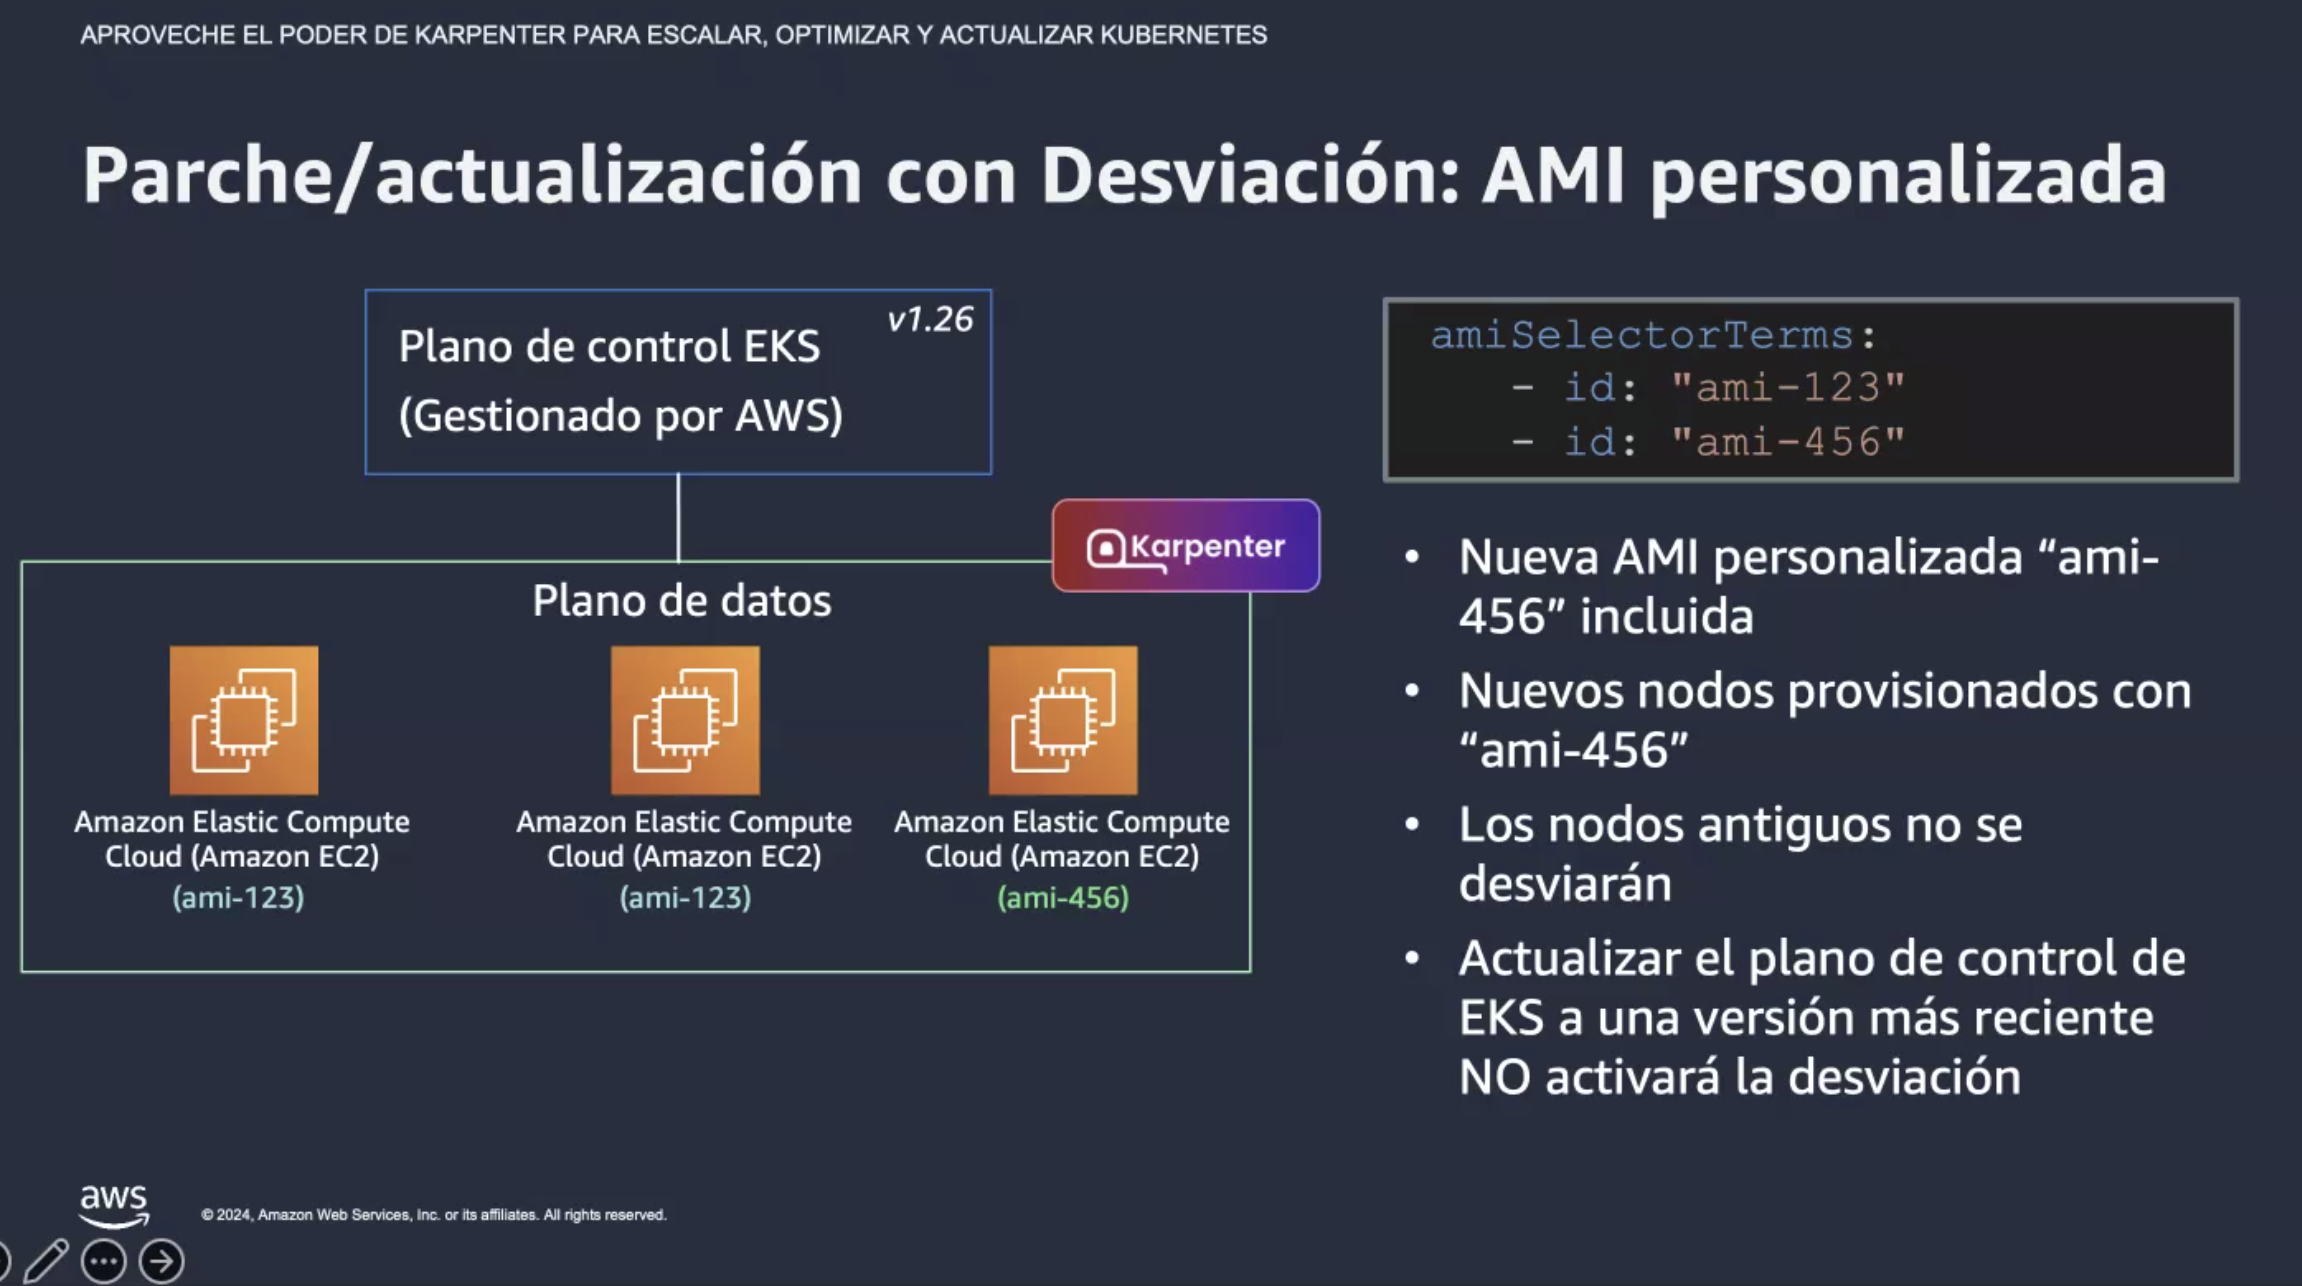 APROVECHE EL PODER DE KARPENTER PARA ESCALAR, OPTIMIZAR Y ACTUALIZAR KUBERNETES
Parche/actualización con Desviación: AMI personalizada
v1.26
Plano de control EKS
(Gestionado por AWS)
Karpenter
Plano de datos
Amazon Elastic Compute
Cloud (Amazon EC2)
(ami-123)
Amazon Elastic Compute
Cloud (Amazon EC2)
(ami-123)
Amazon Elastic Compute
Cloud (Amazon EC2)
(ami-456)
amiSelectorTerms:
- id: "ami-123"
- id: "ami-456"
• Nueva AMI personalizada “ami-
456” incluida
• Nuevos nodos provisionados con
“ami-456”
• Los nodos antiguos no se
desviarán
• Actualizar el plano de control de
EKS a una versión más reciente
NO activará la desviación
aws
© 2024, Amazon Web Services, Inc. or its affiliates. All rights reserved.